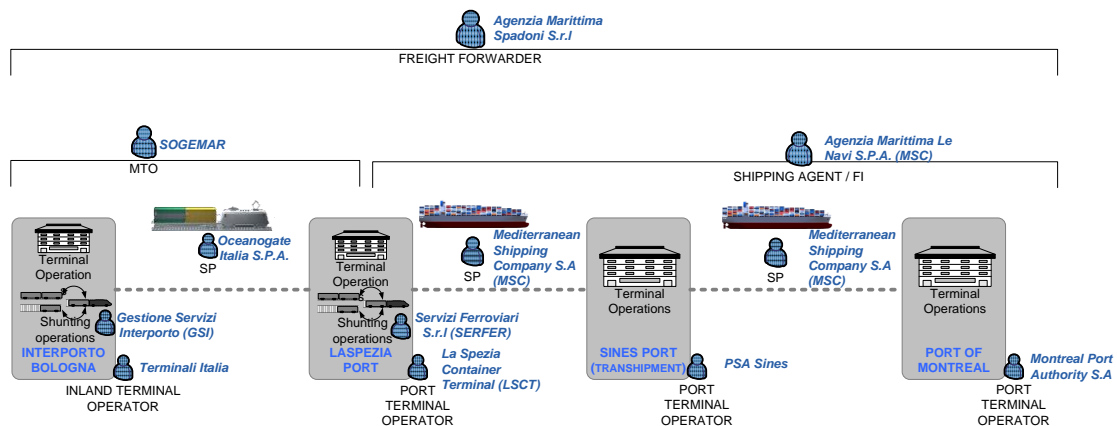 Agenzia Marittima
Spadoni S.r.l
FREIGHT FORWARDER
SOGEMAR
MTO
Agenzia Marittima Le
Navi S.P.A. (MSC)
SHIPPING AGENT / FI
Oceanogate
Italia S.P.A.
SP
Mediterranean
Shipping
Company S.A
(MSC)
SP
Mediterranean
Shipping
Company S.A
(MSC)
SP
Terminal
Operation
Shunting
operations
Gestione Servizi
Interporto (GSI)
INTERPORTO
BOLOGNA
Terminali Italia
INLAND TERMINAL
OPERATOR
Terminal
Operation
Shunting
operations
Servizi Ferroviari
S.r.l (SERFER)
LASPEZIA
PORT
La Spezia
Container
Terminal (LSCT)
PORT
TERMINAL
OPERATOR
Terminal
Operations
SINES PORT
(TRANSHIPMENT)
PSA Sines
PORT
TERMINAL
OPERATOR
Terminal
Operations
PORT OF
MONTREAL
Montreal Port
Authority S.A
PORT
TERMINAL
OPERATOR